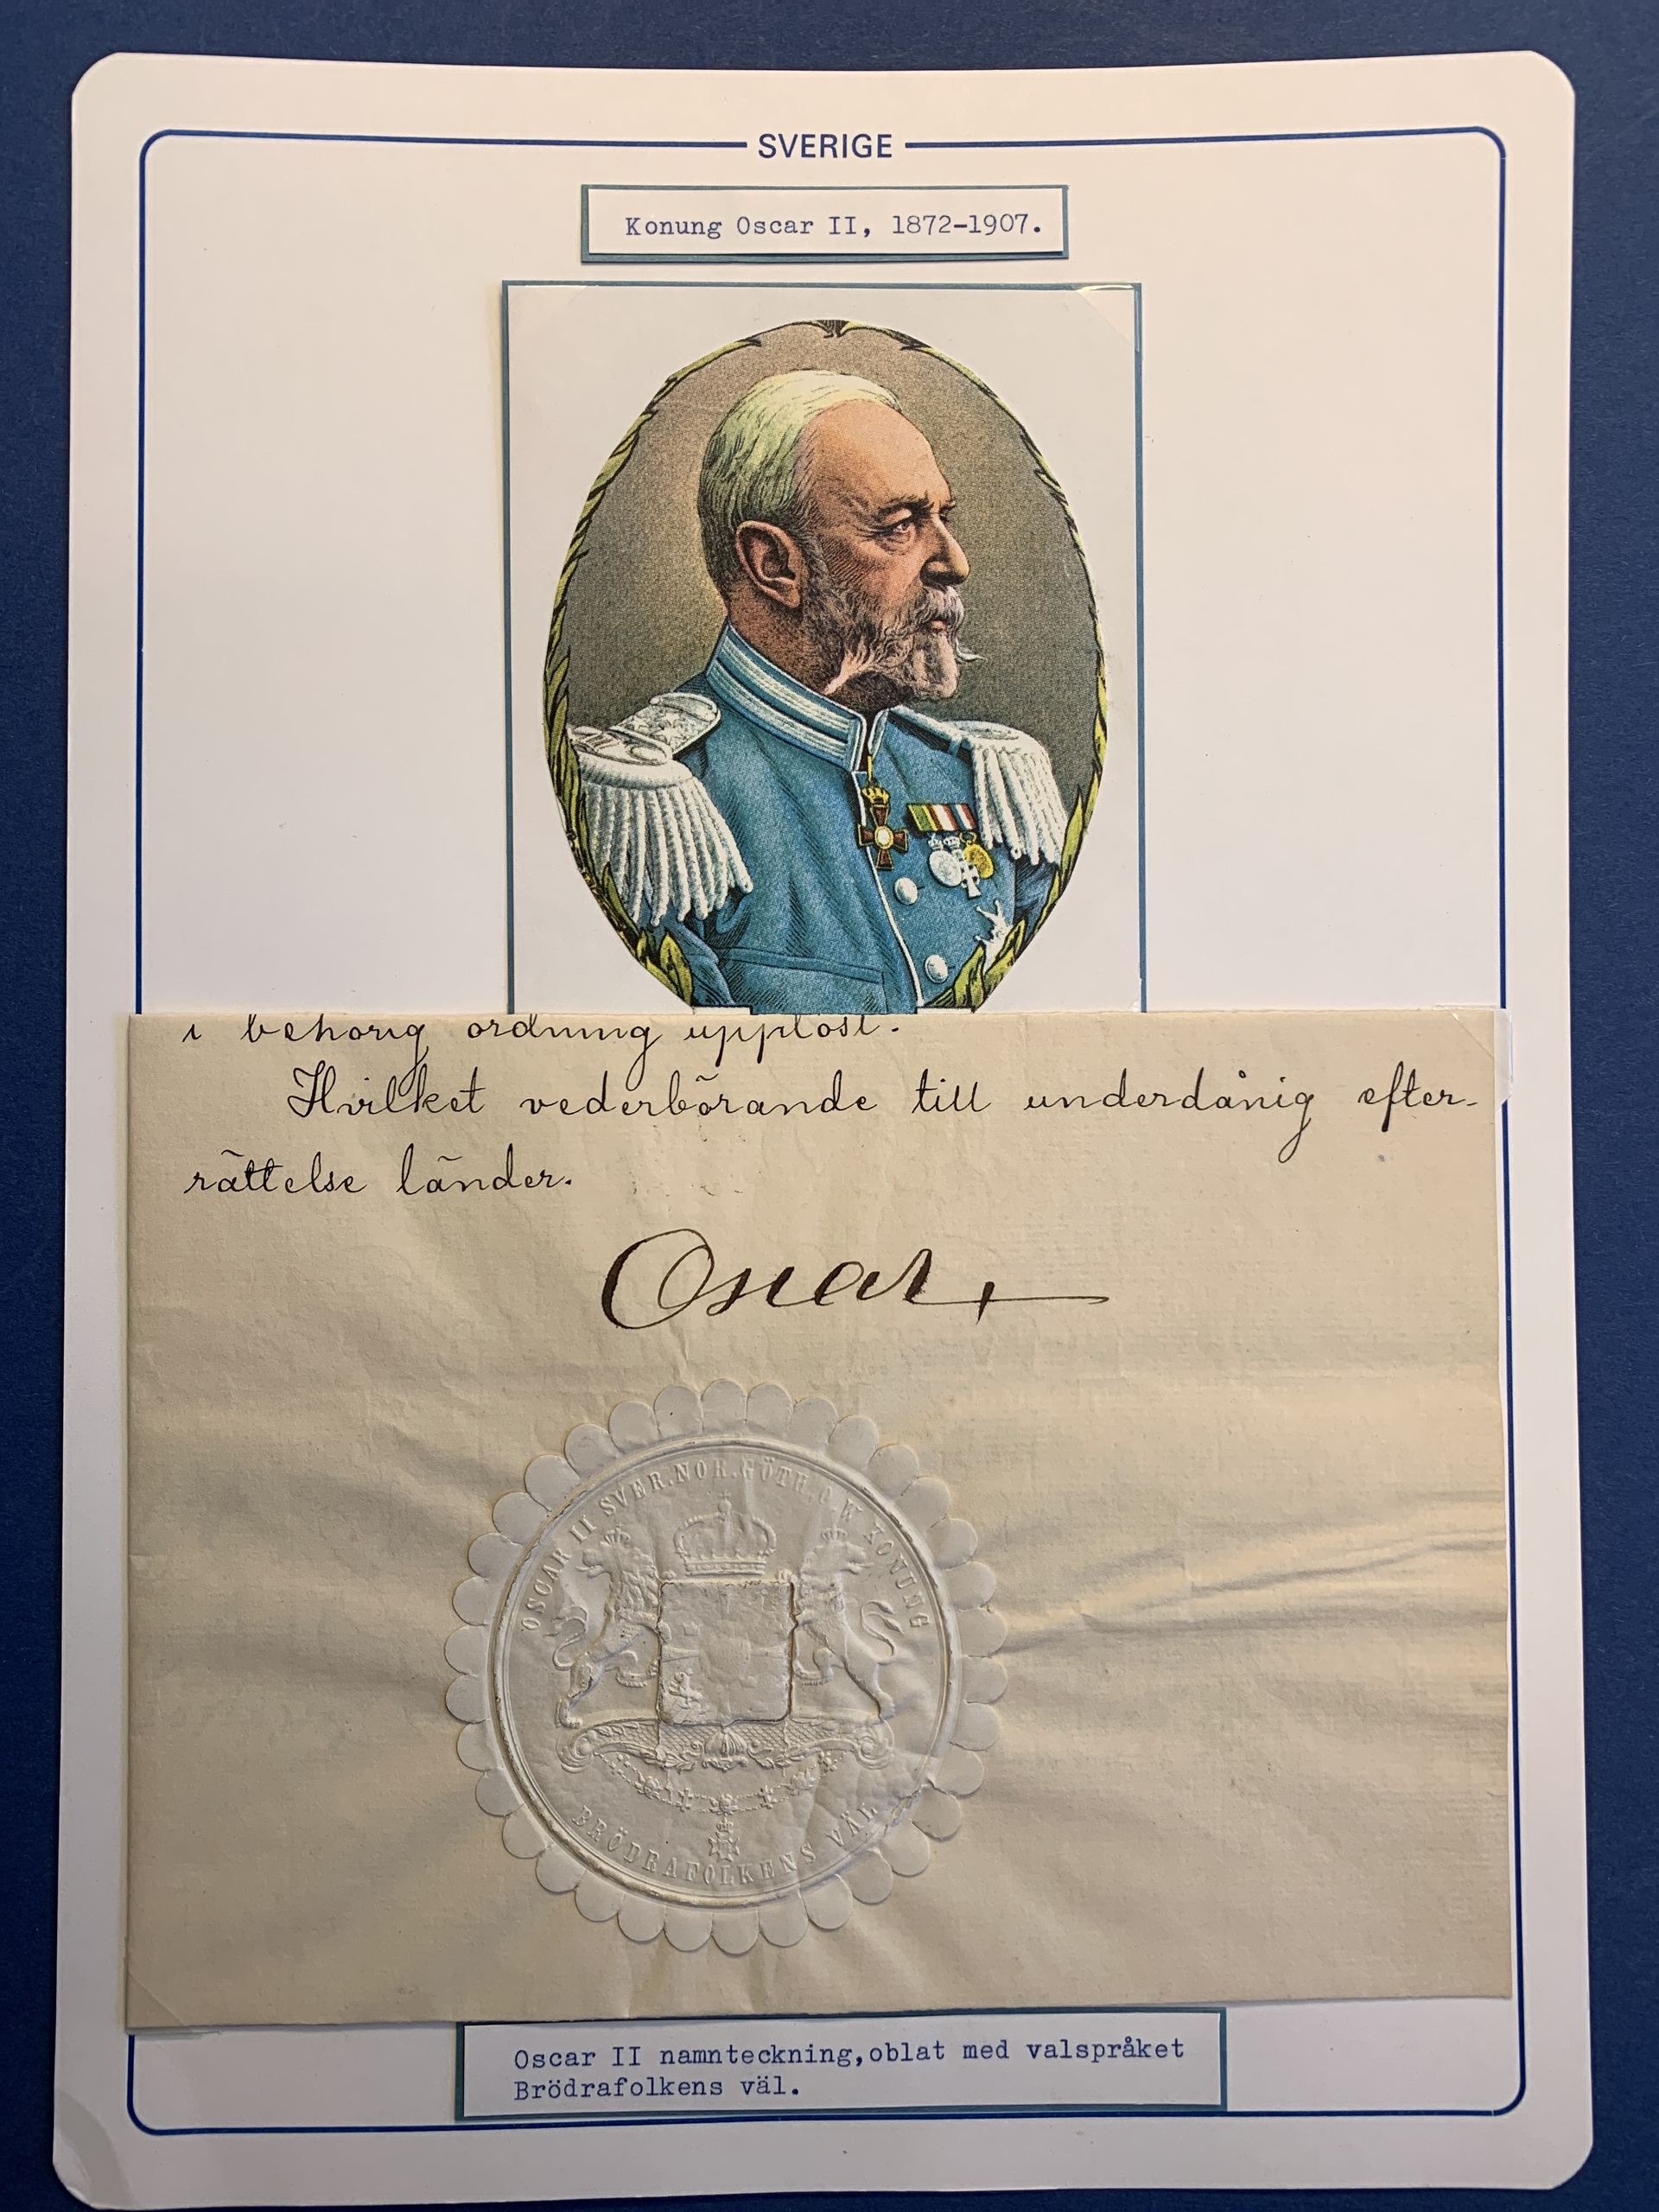 SVERIGE
Konung Oscar II, 1872-1907.
i behörig ordning upplöst.
Hvilket vederbörande till underdånig efter-
rättelse länder.
Oscar
OSCAR II SVER. NOR. GÖTH. O. W. KONUNG
BRÖDRAFOLKENS VÄL
Oscar II namnteckning, oblat med valspråket
Brödrafolkens väl.